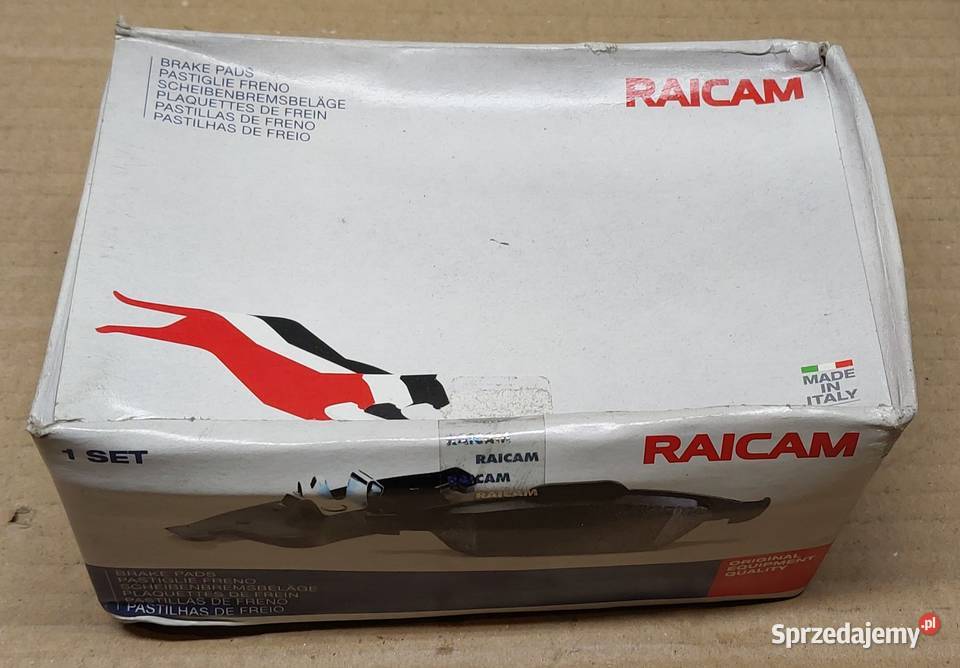 BRAKE PADS
PASTIGLIE FRENO
SCHEIBENBREMSBELÄGE
PLAQUETTES DE FREIN
PASTILLAS DE FRENO
PASTILHAS DE FREIO
RAICAM
MADE
IN
ITALY
1 SET
RAICAM
RAICAM
RAICAM
RAICAM
RAICAM
ORIGINAL
EQUIPMENT
QUALITY
BRAKE PADS
PASTIGLIE FRENO
SCHEIBENBREMSBELÄGE
PLAQUETTES DE FREIN
PASTILLAS DE FRENO
PASTILHAS DE FREIO
Sprzedajemy.pl